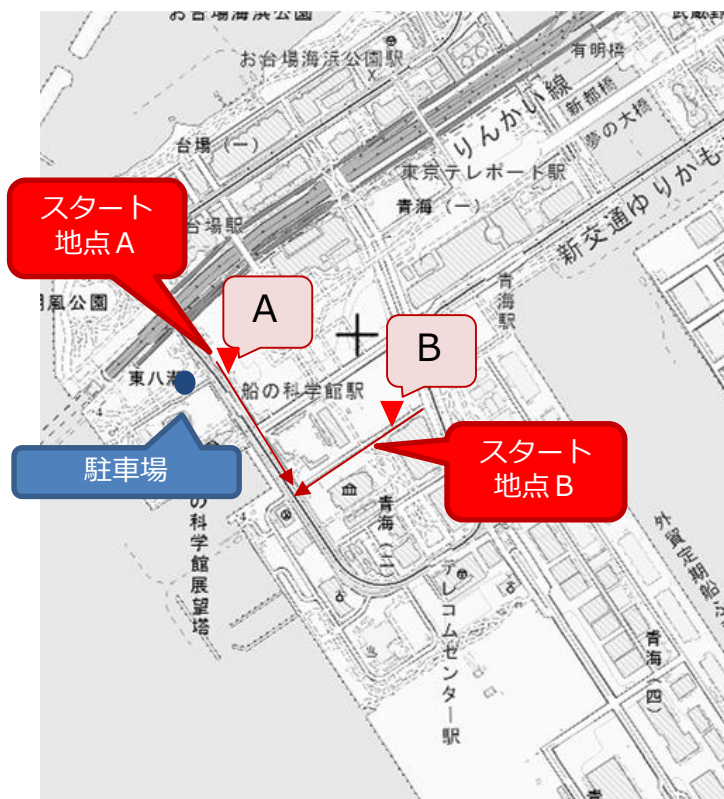 お台場海浜公園
お台場海浜公園駅
有明橋
台場(一)
りんかい線
新都橋
夢の大橋
東京テレポート駅
青海(一)
新交通ゆりかも
スタート
地点A
台場駅
風公園
青海駅
A
B
東八潮
船の科学館駅
駐車場
スタート
地点B
の科学館展望塔
青海(二)
テレコムセンター駅
外貿定期船
青海(四)
青